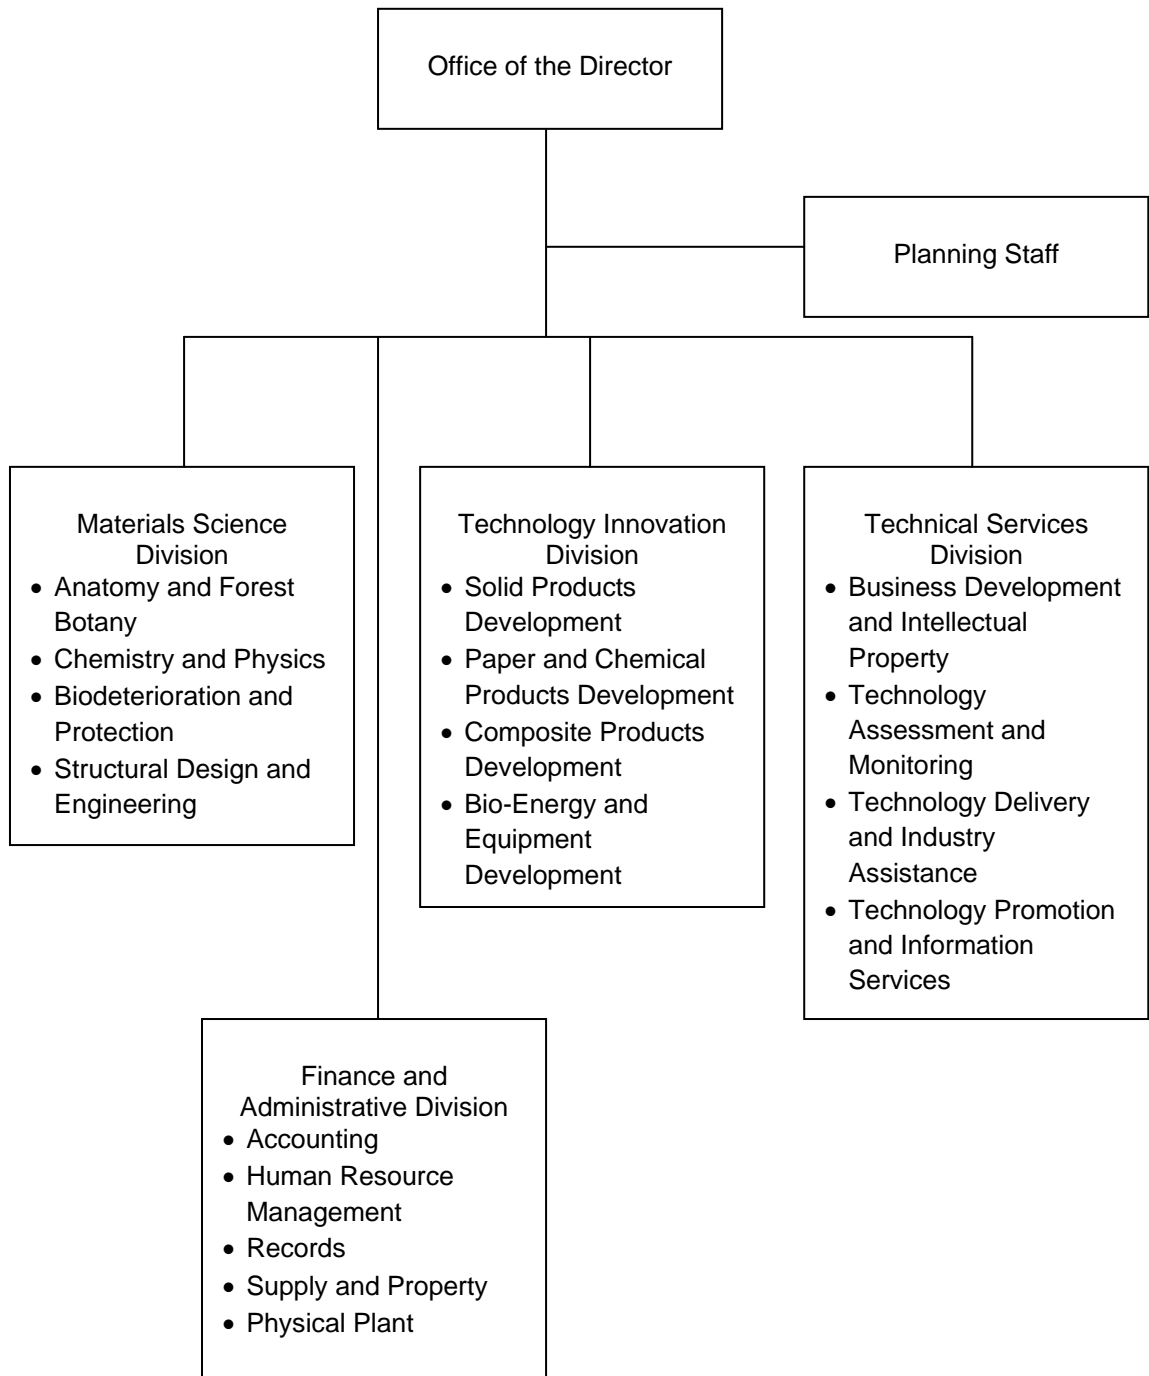 Office of the Director
Planning Staff
Materials Science
Division
• Anatomy and Forest
Botany
• Chemistry and Physics
• Biodeterioration and
Protection
• Structural Design and
Engineering
Technology Innovation
Division
• Solid Products
Development
• Paper and Chemical
Products Development
• Composite Products
Development
• Bio-Energy and
Equipment
Development
Technical Services
Division
• Business Development
and Intellectual
Property
• Technology
Assessment and
Monitoring
• Technology Delivery
and Industry
Assistance
• Technology Promotion
and Information
Services
Finance and
Administrative Division
• Accounting
• Human Resource
Management
• Records
• Supply and Property
• Physical Plant